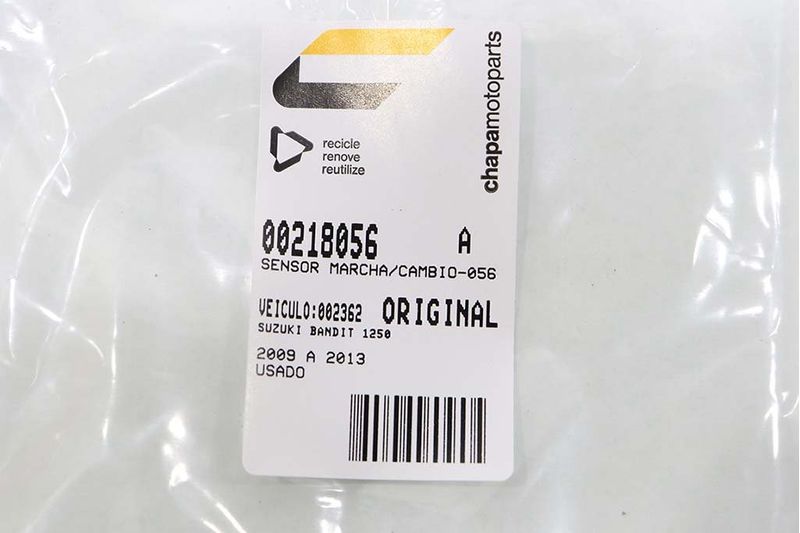 chapamotoparts
recicle
renove
reutilize
00218056 A
SENSOR MARCHA/CAMBIO-056
VEICULO:002362 ORIGINAL
SUZUKI BANDIT 1250
2009 A 2013
USADO